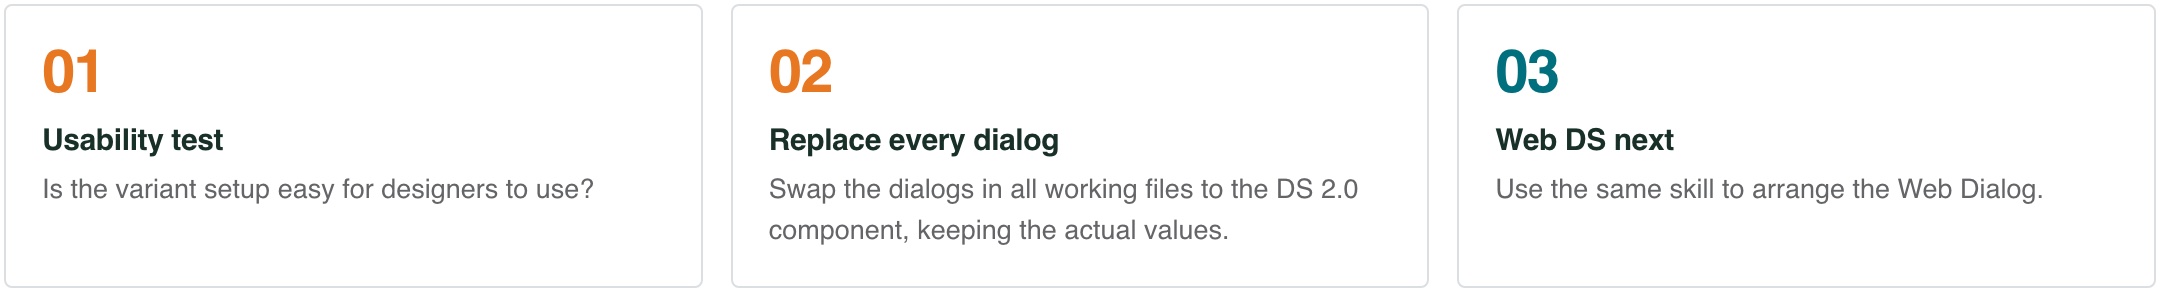 01
Usability test
Is the variant setup easy for designers to use?
02
Replace every dialog
Swap the dialogs in all working files to the DS 2.0
component, keeping the actual values.
03
Web DS next
Use the same skill to arrange the Web Dialog.